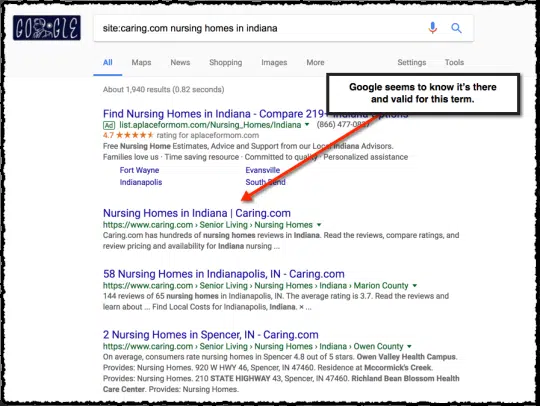 GOOGLE
site:caring.com nursing homes in indiana
All Maps News Shopping Images More Settings Tools
About 1,940 results (0.82 seconds)
Google seems to know it's there
and valid for this term.
Find Nursing Homes in Indiana - Compare 219+ Indiana Options
Ad list.aplaceformom.com/Nursing_Homes/Indiana (866) 477-0937
4.7 rating for aplaceformom.com
Free Nursing Home Estimates, Advice and Support from our Local Indiana Advisors.
Families love us · Time saving resource · Committed to quality · Personalized assistance
Fort Wayne Evansville
Indianapolis South Bend
Nursing Homes in Indiana | Caring.com
https://www.caring.com › Senior Living › Nursing Homes
Caring.com has hundreds of nursing homes reviews in Indiana. Read the reviews, compare ratings, and
review pricing and availability for Indiana nursing ...
58 Nursing Homes in Indianapolis, IN - Caring.com
https://www.caring.com › Senior Living › Nursing Homes › Indiana › Marion County
144 reviews of 65 nursing homes in Indianapolis, IN. The average rating is 3.7. Read the reviews and
learn about ... Find Local Costs for Indianapolis, Indiana. × ...
2 Nursing Homes in Spencer, IN - Caring.com
https://www.caring.com › Senior Living › Nursing Homes › Indiana › Owen County
On average, consumers rate nursing homes in Spencer 4.8 out of 5 stars. Owen Valley Health Campus.
Provides: Nursing Homes. 920 W HWY 46, Spencer, IN 47460. Residence at Mccormick's Creek.
Provides: Nursing Homes. 210 STATE HIGHWAY 43, Spencer, IN 47460. Richland Bean Blossom Health
Care Center. Provides: Nursing Homes.